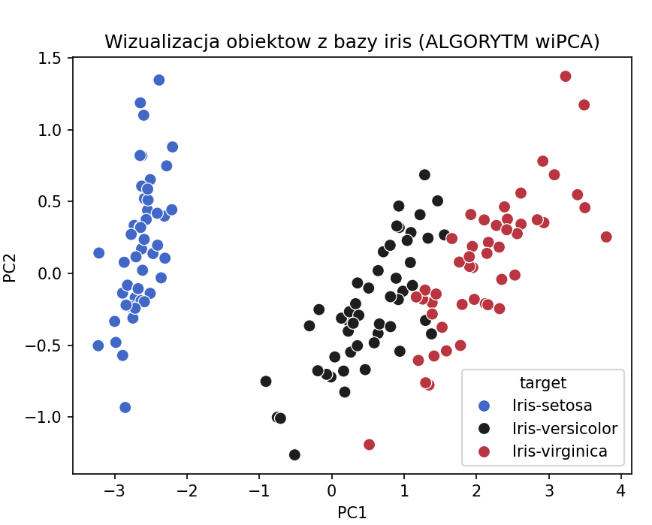 Wizualizacja obiektow z bazy iris (ALGORYTM wiPCA)
1.5
1.0
0.5
0.0
−0.5
−1.0
PC2
−3
−2
−1
0
1
2
3
4
PC1
target
Iris-setosa
Iris-versicolor
Iris-virginica